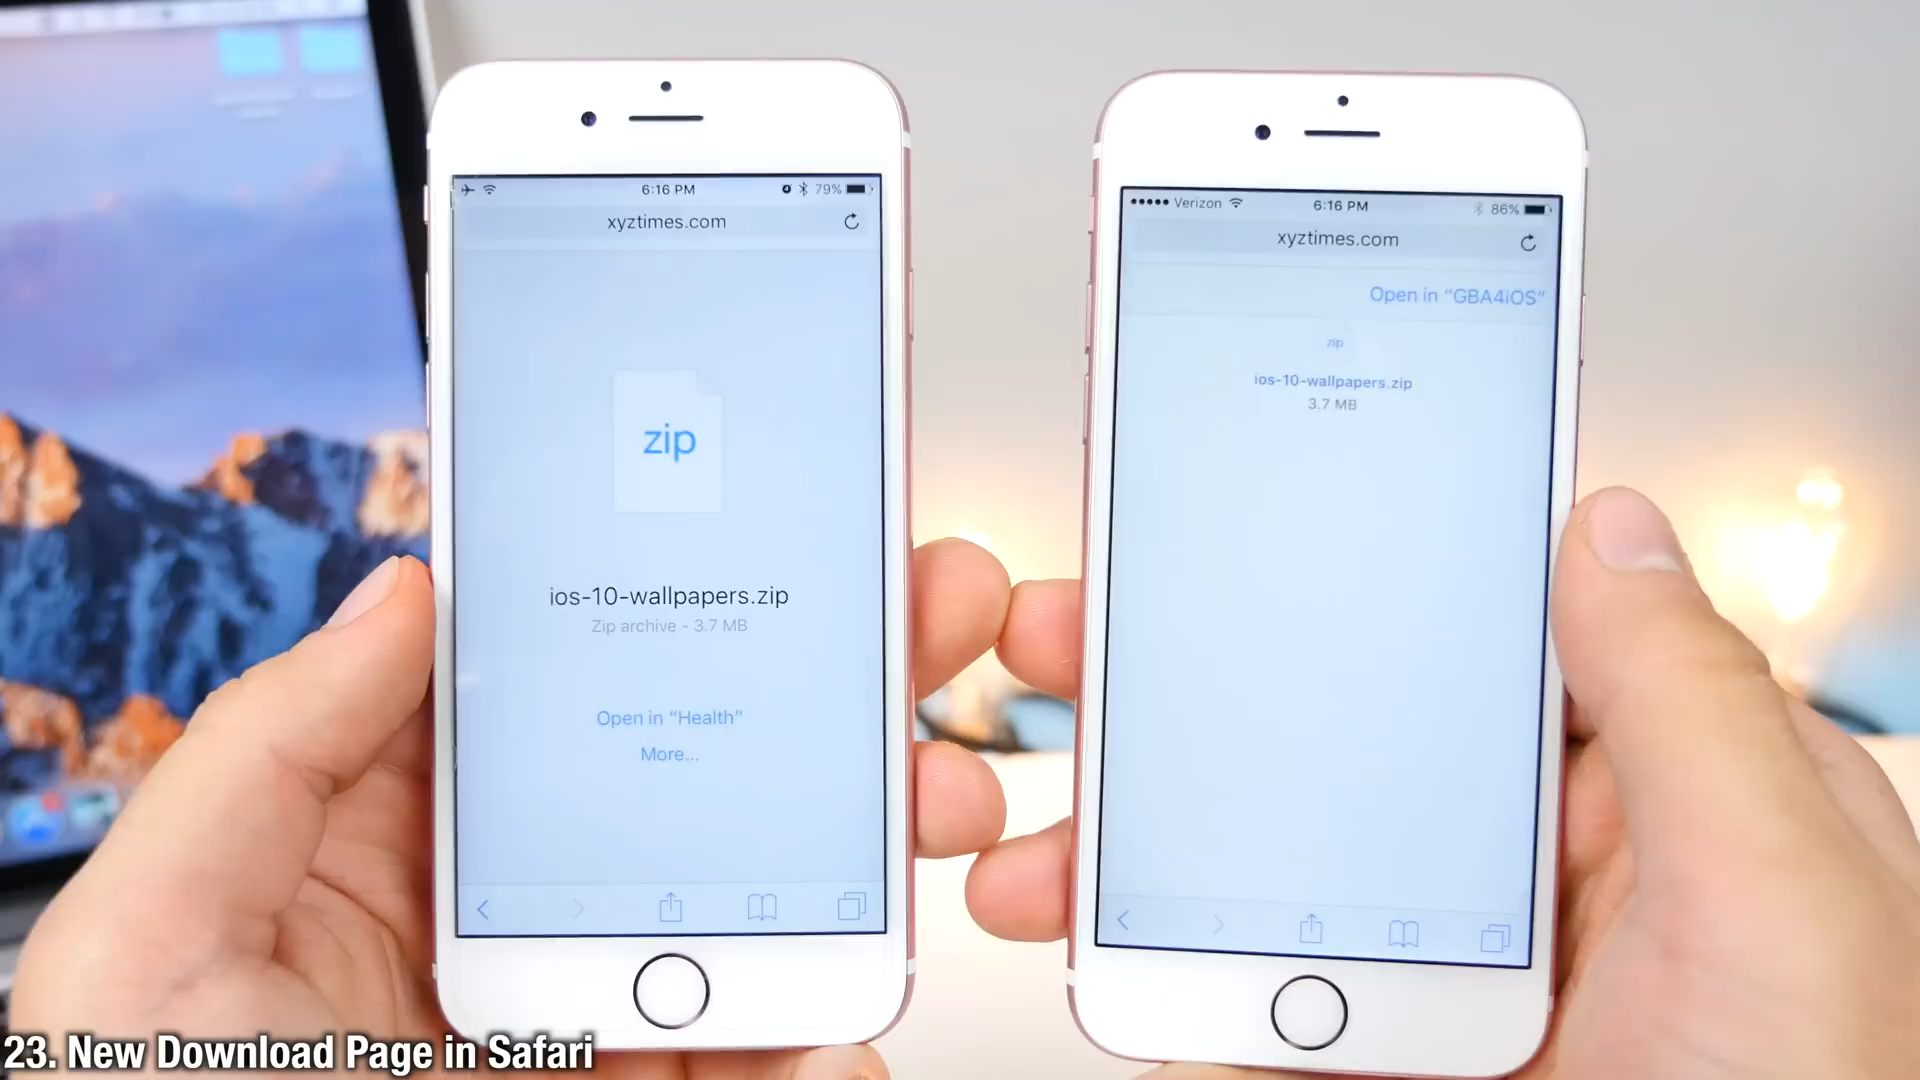 6:16 PM
79%
xyztimes.com
zip
ios-10-wallpapers.zip
Zip archive - 3.7 MB
Open in “Health”
More...
Verizon
6:16 PM
86%
xyztimes.com
Open in “GBA4iOS”
zip
ios-10-wallpapers.zip
3.7 MB
23. New Download Page in Safari